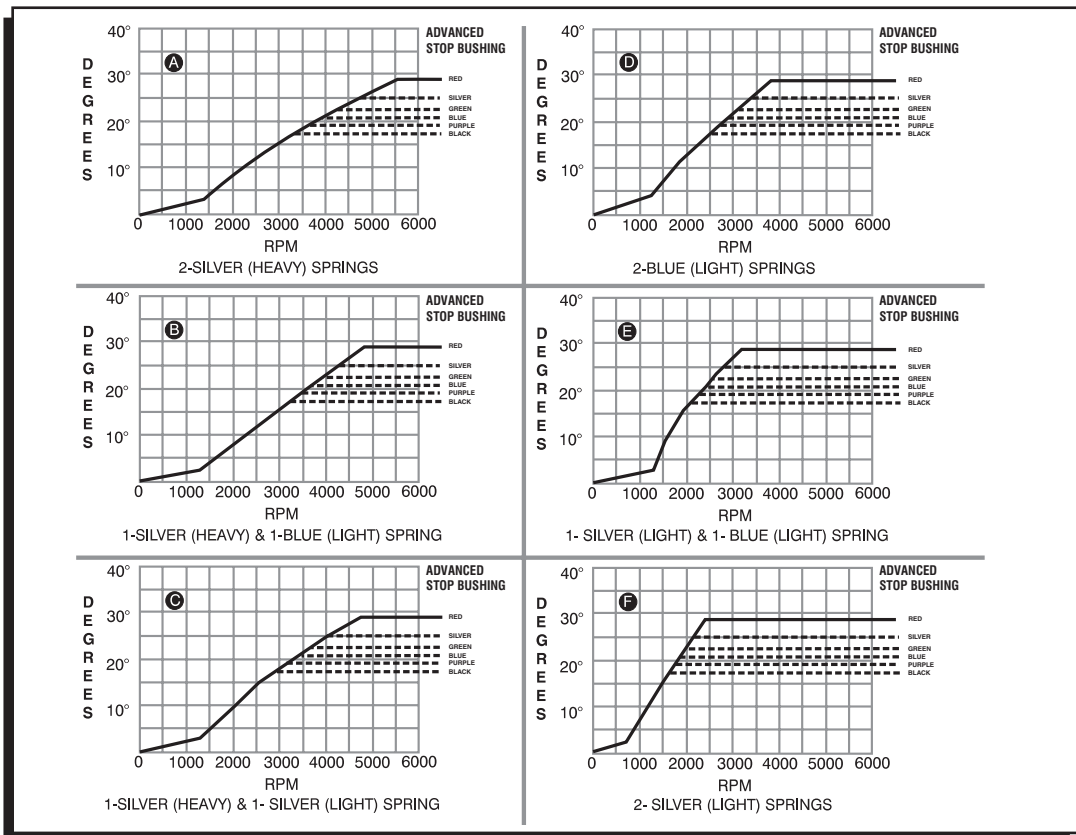 40°
ADVANCED
STOP BUSHING
A
DEGREES
30°
RED
SILVER
GREEN
20°
BLUE
PURPLE
BLACK
10°
0 1000 2000 3000 4000 5000 6000
RPM
2-SILVER (HEAVY) SPRINGS
40°
ADVANCED
STOP BUSHING
D
DEGREES
30°
RED
SILVER
GREEN
20°
BLUE
PURPLE
BLACK
10°
0 1000 2000 3000 4000 5000 6000
RPM
2-BLUE (LIGHT) SPRINGS
40°
ADVANCED
STOP BUSHING
B
DEGREES
30°
RED
SILVER
GREEN
20°
BLUE
PURPLE
BLACK
10°
0 1000 2000 3000 4000 5000 6000
RPM
1-SILVER (HEAVY) & 1-BLUE (LIGHT) SPRING
40°
ADVANCED
STOP BUSHING
E
DEGREES
30°
RED
SILVER
GREEN
20°
BLUE
PURPLE
BLACK
10°
0 1000 2000 3000 4000 5000 6000
RPM
1- SILVER (LIGHT) & 1- BLUE (LIGHT) SPRING
40°
ADVANCED
STOP BUSHING
C
DEGREES
30°
RED
SILVER
GREEN
20°
BLUE
PURPLE
BLACK
10°
0 1000 2000 3000 4000 5000 6000
RPM
1-SILVER (HEAVY) & 1- SILVER (LIGHT) SPRING
40°
ADVANCED
STOP BUSHING
F
DEGREES
30°
RED
SILVER
GREEN
20°
BLUE
PURPLE
BLACK
10°
0 1000 2000 3000 4000 5000 6000
RPM
2- SILVER (LIGHT) SPRINGS